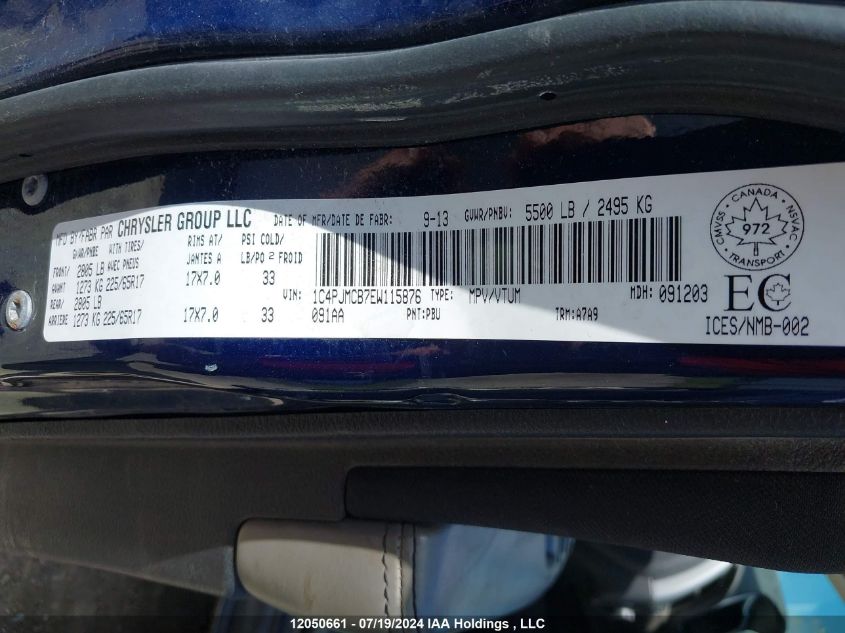 MFD BY/FABR PAR CHRYSLER GROUP LLC DATE OF MFR/DATE DE FABR: 9-13 GVWR/PNBV: 5500 LB / 2495 KG
GAWR/PNBE WITH TIRES/ RIMS AT/ PSI COLD/
FRONT/ 2805 LB AVEC PNEUS JANTES A LB/PO 2 FROID
AVANT 1273 KG 225/65R17 17X7.0 33
REAR/ 2805 LB
ARRIERE 1273 KG 225/65R17 17X7.0 33
VIN: 1C4PJMCB7EW115876 TYPE: MPV/VTUM MDH: 091203
091AA PNT:PBU TRM:A7A9
CMVSS CANADA NSVAC
972
EC
ICES/NMB-002
12050661 - 07/19/2024 IAA Holdings , LLC